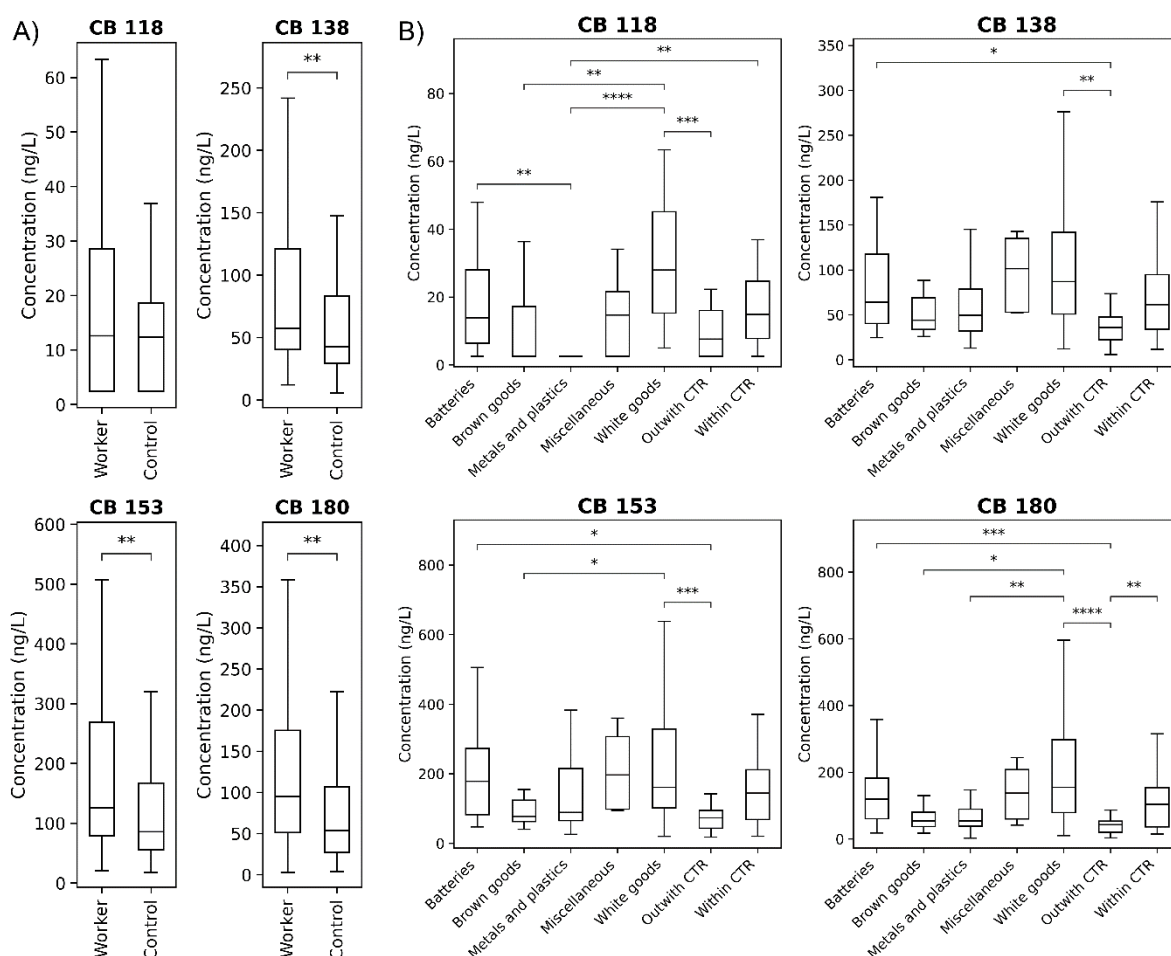 A)
CB 118
Concentration (ng/L)
60
50
40
30
20
10
0
Worker
Control
CB 138
**
250
200
150
100
50
0
Worker
Control
CB 153
**
Concentration (ng/L)
600
500
400
300
200
100
0
Worker
Control
CB 180
**
400
350
300
250
200
150
100
50
0
Worker
Control
B)
CB 118
**
**
****
***
**
Concentration (ng/L)
80
60
40
20
0
Batteries
Brown goods
Metals and plastics
Miscellaneous
White goods
Outwith CTR
Within CTR
CB 138
*
**
Concentration (ng/L)
350
300
250
200
150
100
50
0
Batteries
Brown goods
Metals and plastics
Miscellaneous
White goods
Outwith CTR
Within CTR
CB 153
*
*
***
Concentration (ng/L)
800
600
400
200
0
Batteries
Brown goods
Metals and plastics
Miscellaneous
White goods
Outwith CTR
Within CTR
CB 180
***
*
**
****
**
Concentration (ng/L)
800
600
400
200
0
Batteries
Brown goods
Metals and plastics
Miscellaneous
White goods
Outwith CTR
Within CTR